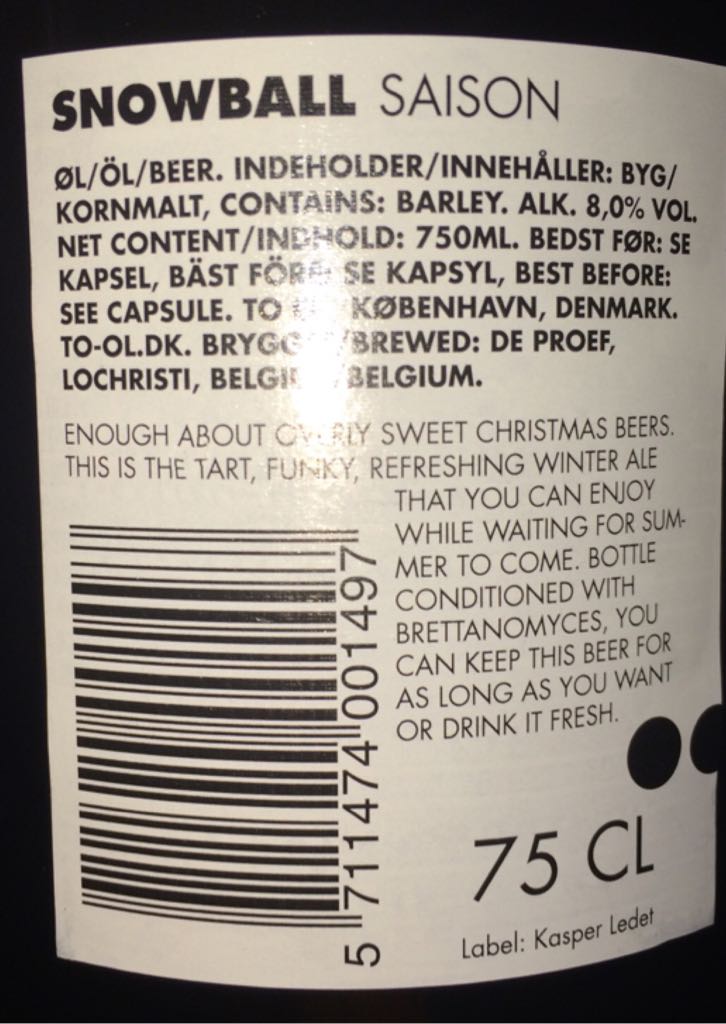 SNOWBALL SAISON
ØL/ÖL/BEER. INDEHOLDER/INNEHÅLLER: BYG/
KORNMALT, CONTAINS: BARLEY. ALK. 8,0% VOL.
NET CONTENT/INDHOLD: 750ML. BEDST FØR: SE
KAPSEL, BÄST FÖRE: SE KAPSYL, BEST BEFORE:
SEE CAPSULE. TO KØBENHAVN, DENMARK.
TO-OL.DK. /BREWED: DE PROEF,
LOCHRISTI, /BELGIUM.
ENOUGH ABOUT OVERLY SWEET CHRISTMAS BEERS.
THIS IS THE TART, FUNKY, REFRESHING WINTER ALE
THAT YOU CAN ENJOY
WHILE WAITING FOR SUM-
MER TO COME. BOTTLE
CONDITIONED WITH
BRETTANOMYCES, YOU
CAN KEEP THIS BEER FOR
AS LONG AS YOU WANT
OR DRINK IT FRESH.
5 711474 001497
75 CL
Label: Kasper Ledet